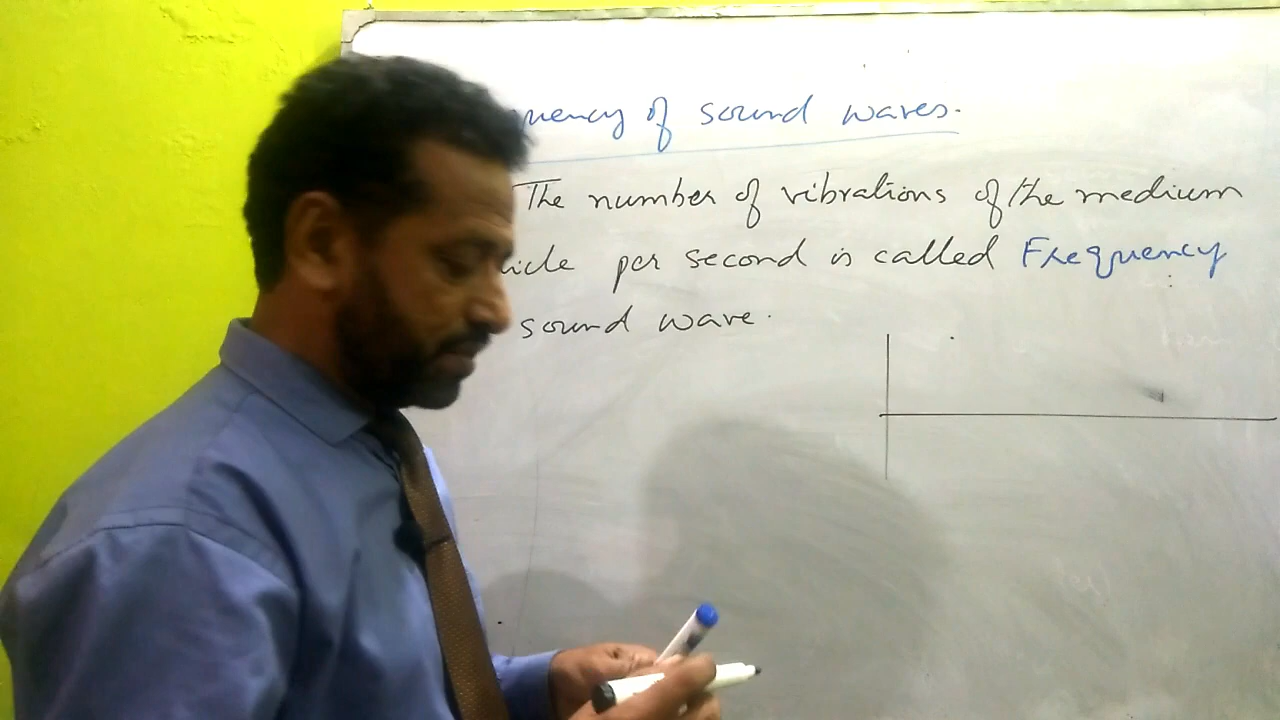 quency of sound waves.
The number of vibrations of the medium
icle per second is called Frequency
sound wave.